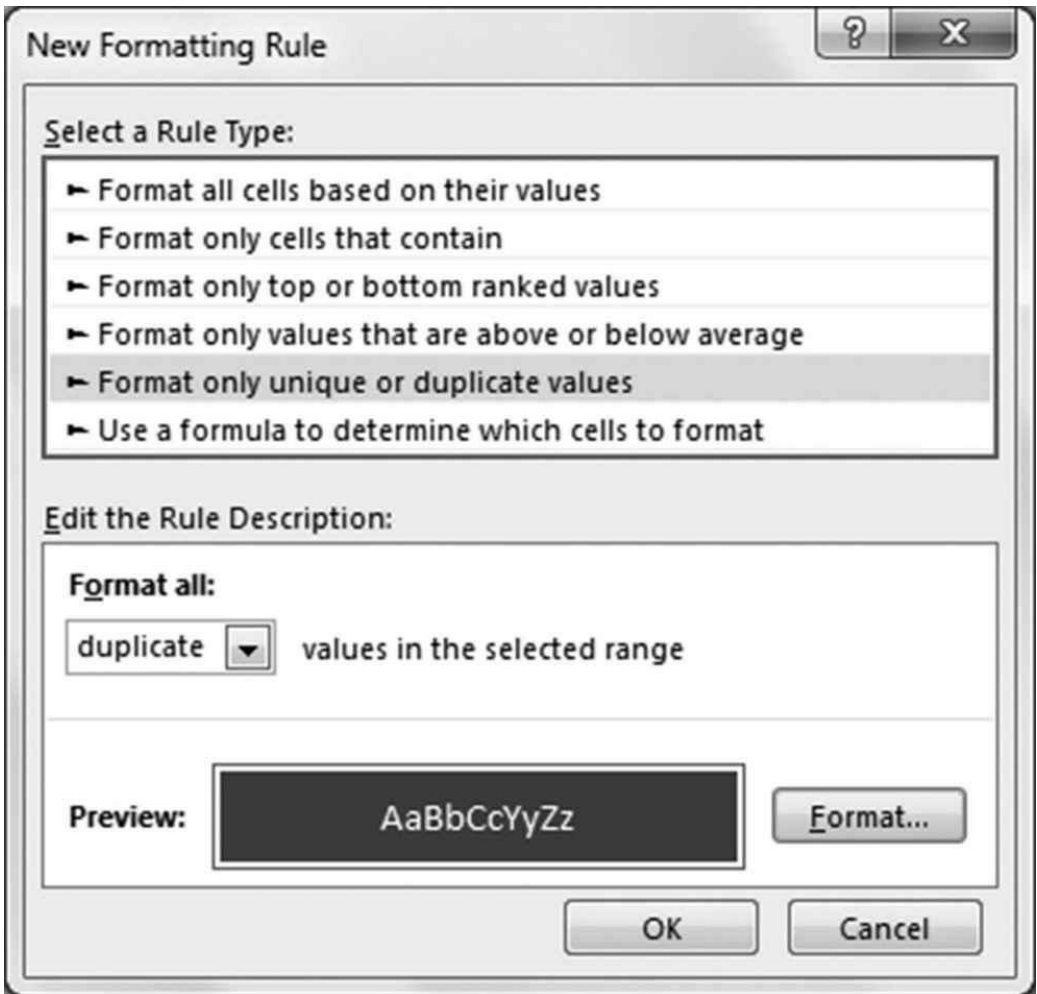 New Formatting Rule
?
X
Select a Rule Type:
► Format all cells based on their values
► Format only cells that contain
► Format only top or bottom ranked values
► Format only values that are above or below average
► Format only unique or duplicate values
► Use a formula to determine which cells to format
Edit the Rule Description:
Format all:
duplicate values in the selected range
Preview: AaBbCcYyZz Format...
OK Cancel